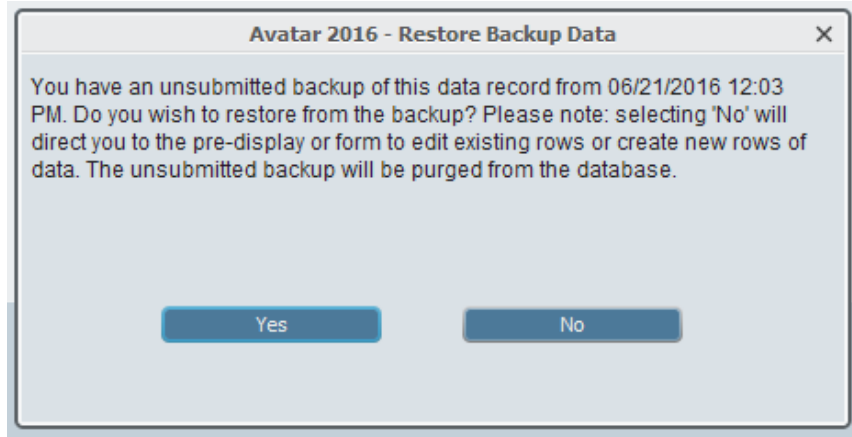 Avatar 2016 - Restore Backup Data
You have an unsubmitted backup of this data record from 06/21/2016 12:03
PM. Do you wish to restore from the backup? Please note: selecting 'No' will
direct you to the pre-display or form to edit existing rows or create new rows of
data. The unsubmitted backup will be purged from the database.
Yes No